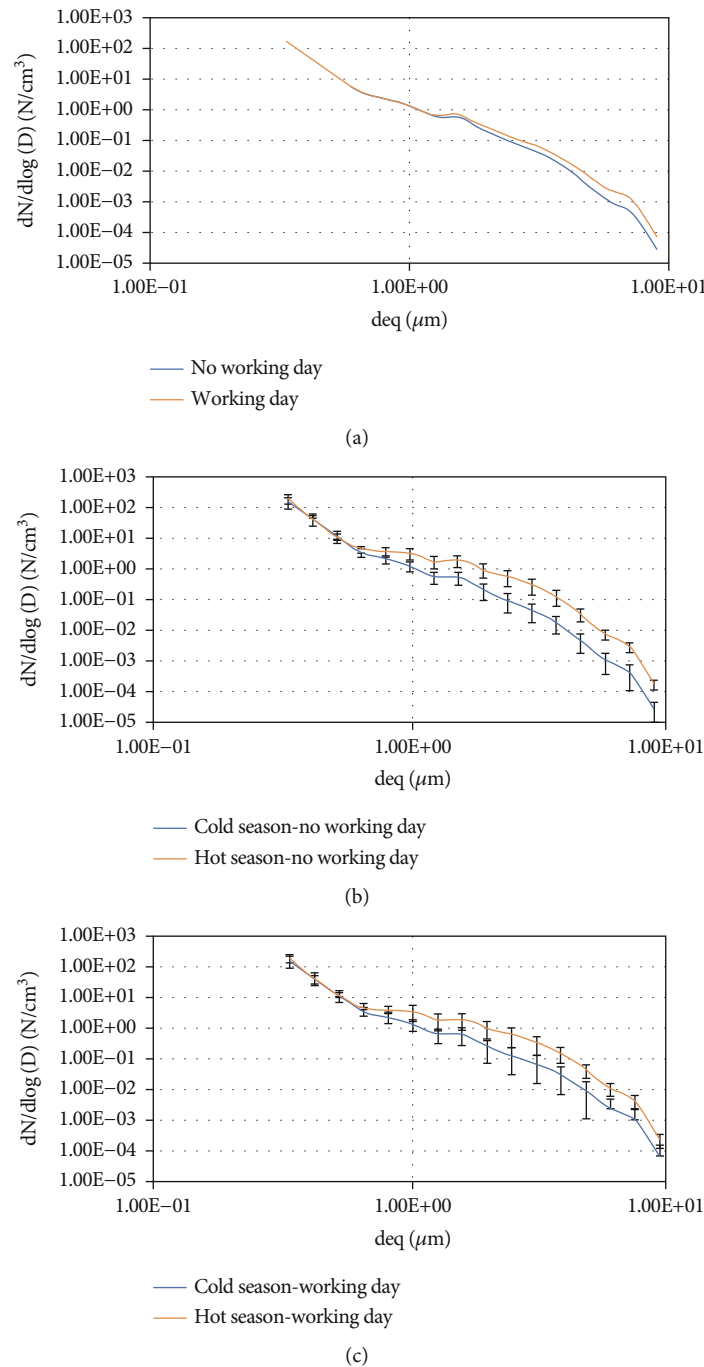 dN/dlog (D) (N/cm³)
1.00E+03
1.00E+02
1.00E+01
1.00E+00
1.00E−01
1.00E−02
1.00E−03
1.00E−04
1.00E−05
1.00E−01
1.00E+00
1.00E+01
deq (μm)
No working day
Working day
(a)
dN/dlog (D) (N/cm³)
1.00E+03
1.00E+02
1.00E+01
1.00E+00
1.00E−01
1.00E−02
1.00E−03
1.00E−04
1.00E−05
1.00E−01
1.00E+00
1.00E+01
deq (μm)
Cold season-no working day
Hot season-no working day
(b)
dN/dlog (D) (N/cm³)
1.00E+03
1.00E+02
1.00E+01
1.00E+00
1.00E−01
1.00E−02
1.00E−03
1.00E−04
1.00E−05
1.00E−01
1.00E+00
1.00E+01
deq (μm)
Cold season-working day
Hot season-working day
(c)